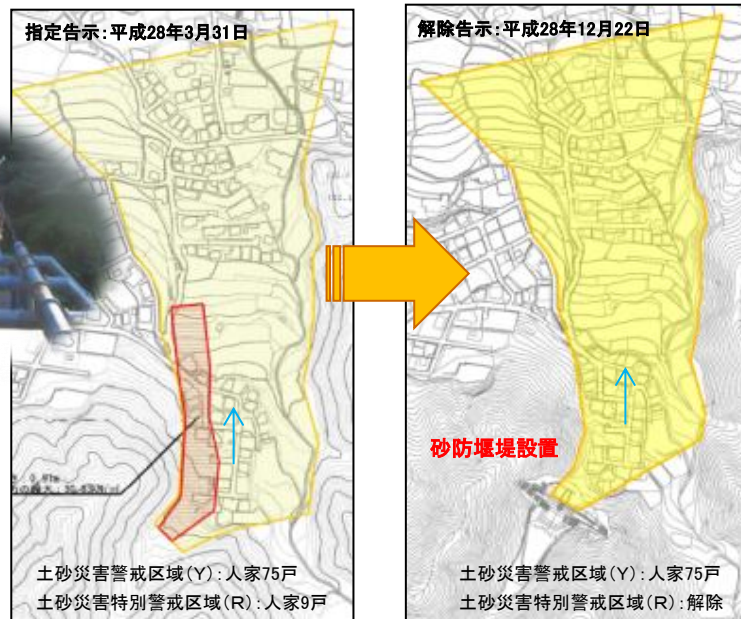 指定告示：平成28年3月31日
土砂災害警戒区域(Y)：人家75戸
土砂災害特別警戒区域(R)：人家9戸
解除告示：平成28年12月22日
砂防堰堤設置
土砂災害警戒区域(Y)：人家75戸
土砂災害特別警戒区域(R)：解除